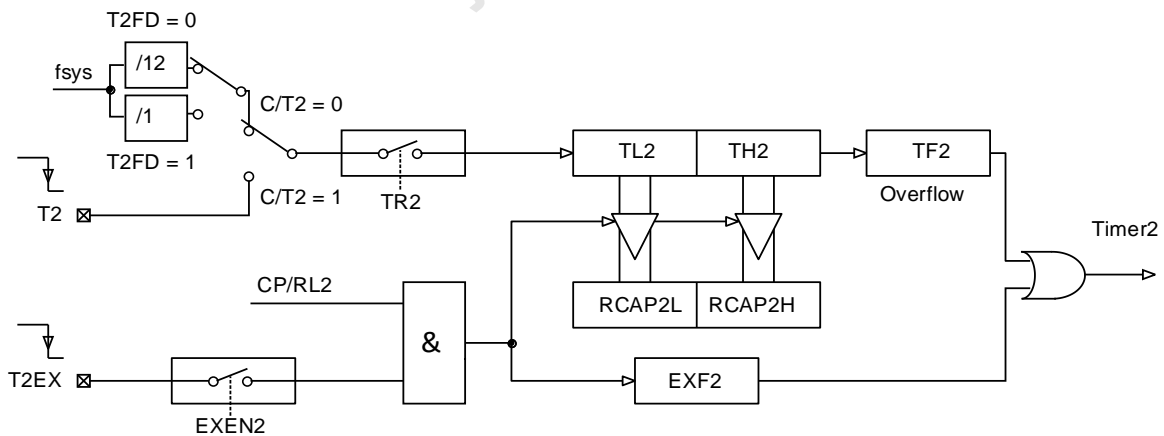 T2FD = 0
/12
fsys
C/T2 = 0
/1
T2FD = 1
TL2
TH2
TF2
C/T2 = 1
TR2
Overflow
T2
Timer2
CP/RL2
RCAP2L
RCAP2H
&
T2EX
EXF2
EXEN2